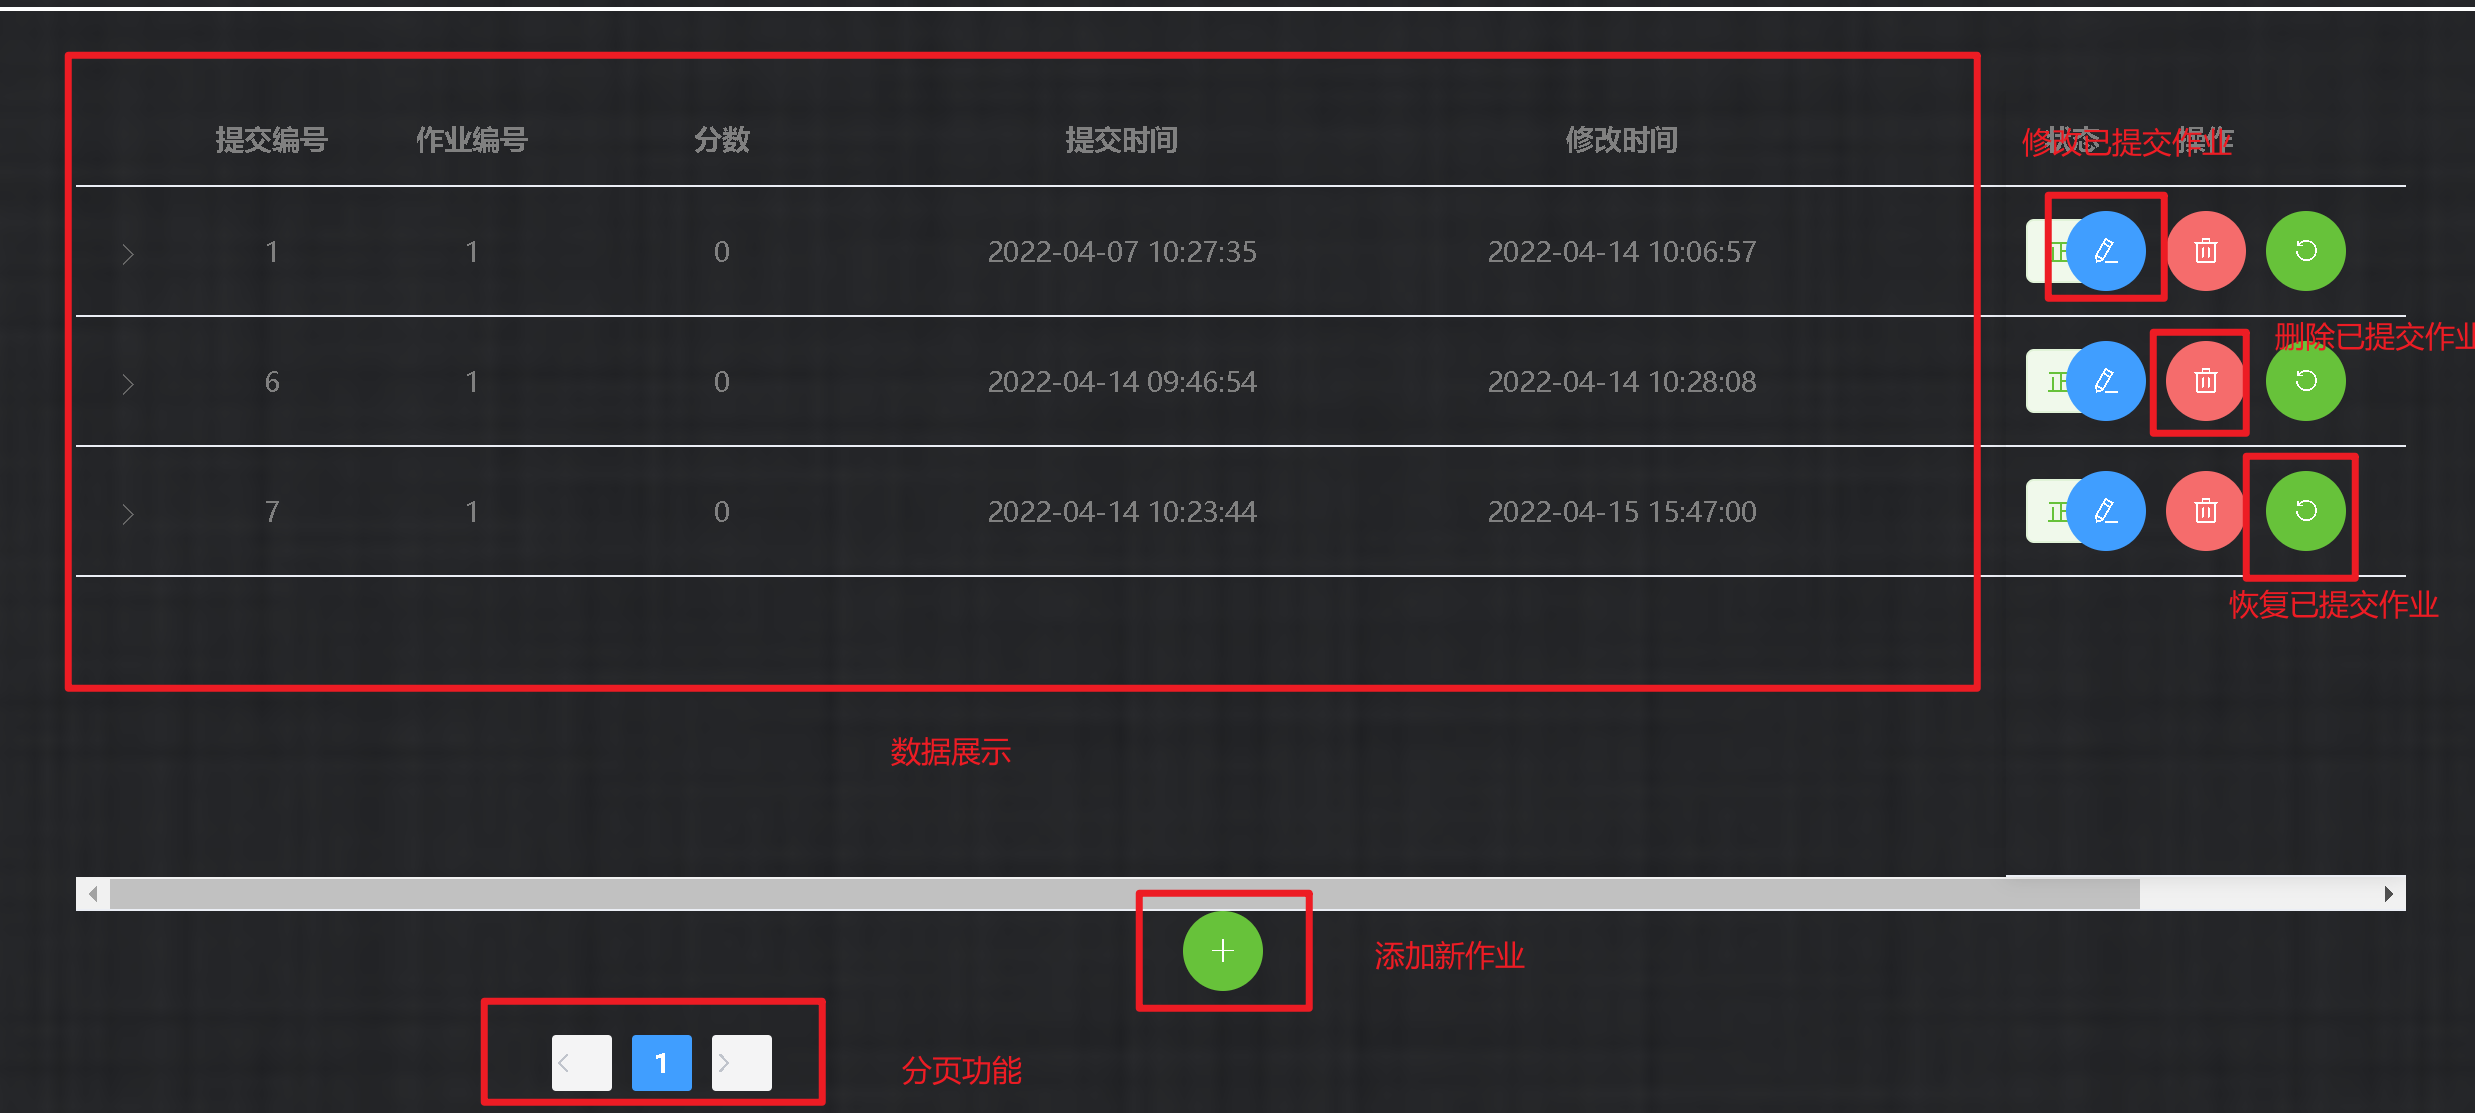 提交编号 作业编号 分数 提交时间 修改时间 状态 操作
修改已提交作业
1 1 0 2022-04-07 10:27:35 2022-04-14 10:06:57 正
删除已提交作业
6 1 0 2022-04-14 09:46:54 2022-04-14 10:28:08 正
7 1 0 2022-04-14 10:23:44 2022-04-15 15:47:00 正
恢复已提交作业
数据展示
添加新作业
1
分页功能